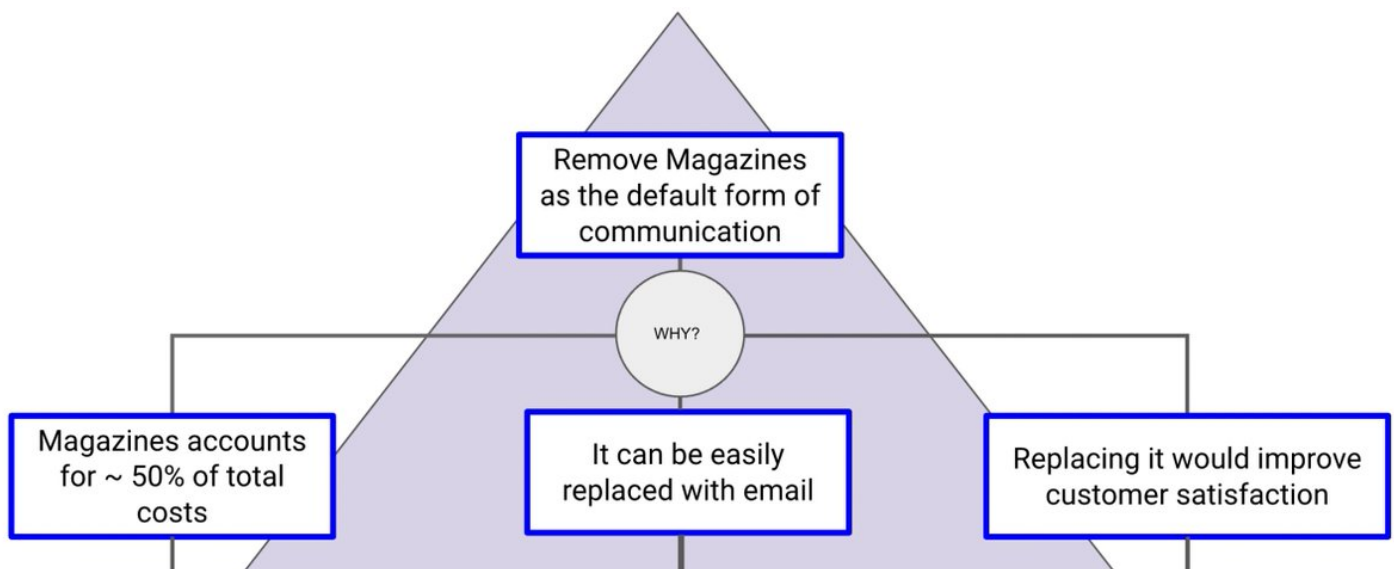 Remove Magazines
as the default form of
communication
WHY?
Magazines accounts
for ~ 50% of total
costs
It can be easily
replaced with email
Replacing it would improve
customer satisfaction